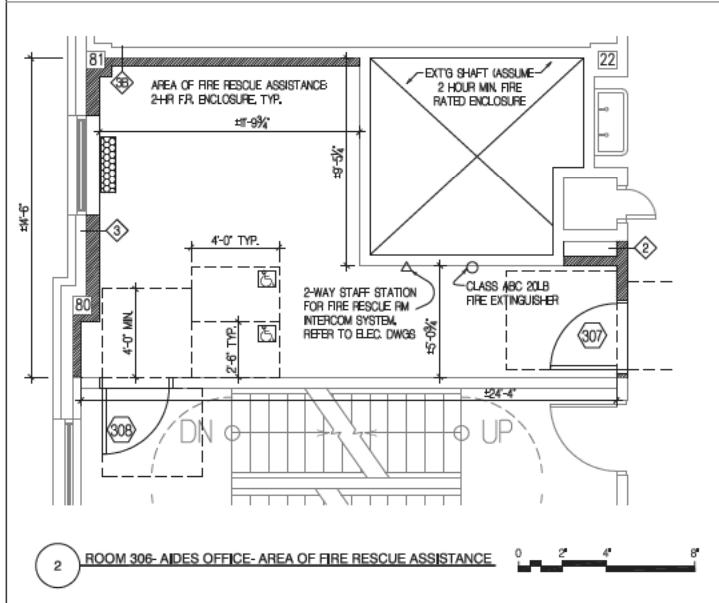 81
22
3B
AREA OF FIRE RESCUE ASSISTANCE
2-HR F.R. ENCLOSURE, TYP.
EXT'G SHAFT (ASSUME
2 HOUR MIN. FIRE
RATED ENCLOSURE
±11'-9¾"
±9'-5¼"
±14'-6"
3
4'-0" TYP.
2
2-WAY STAFF STATION
FOR FIRE RESCUE RM
INTERCOM SYSTEM,
REFER TO ELEC. DWGS
CLASS ABC 20LB
FIRE EXTINGUISHER
80
4'-0" MIN.
2'-6" TYP.
±5'-0¾"
307
±24'-4"
308
DN
UP
2
ROOM 306- AIDES OFFICE- AREA OF FIRE RESCUE ASSISTANCE
0 2' 4' 8'